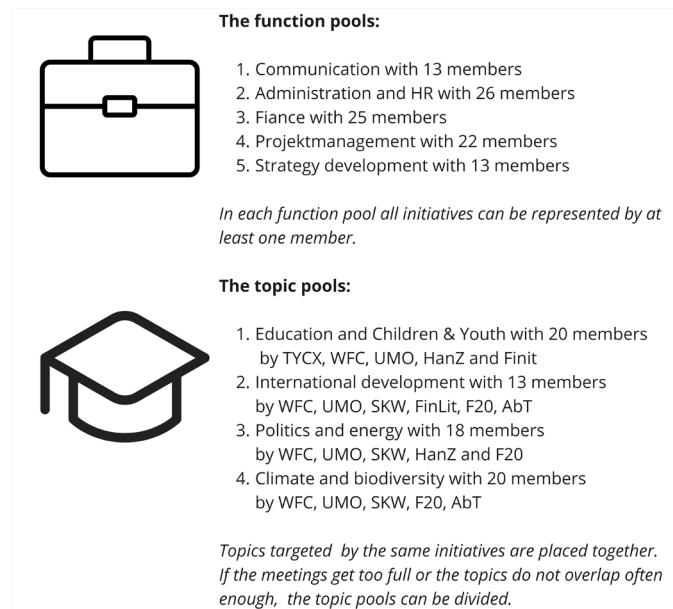 The function pools:
1. Communication with 13 members
2. Administration and HR with 26 members
3. Fiance with 25 members
4. Projektmanagement with 22 members
5. Strategy development with 13 members
In each function pool all initiatives can be represented by at
least one member.
The topic pools:
1. Education and Children & Youth with 20 members
by TYCX, WFC, UMO, HanZ and Finit
2. International development with 13 members
by WFC, UMO, SKW, FinLit, F20, AbT
3. Politics and energy with 18 members
by WFC, UMO, SKW, HanZ and F20
4. Climate and biodiversity with 20 members
by WFC, UMO, SKW, F20, AbT
Topics targeted by the same initiatives are placed together.
If the meetings get too full or the topics do not overlap often
enough, the topic pools can be divided.